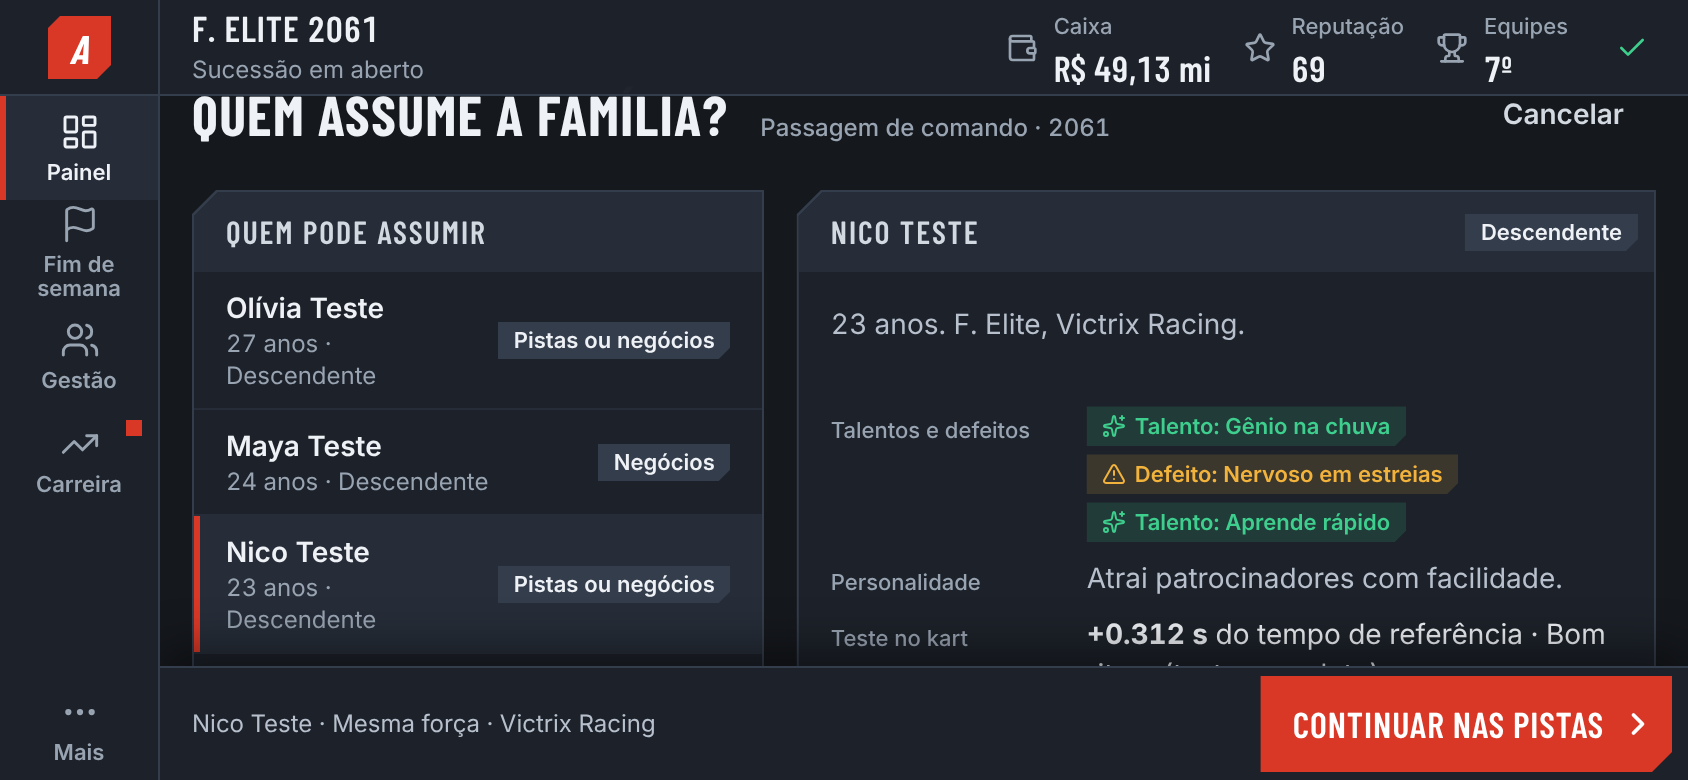 A
F. ELITE 2061
Sucessão em aberto
Caixa
R$ 49,13 mi
Reputação
69
Equipes
7º
Painel
Fim de
semana
Gestão
Carreira
Mais
QUEM ASSUME A FAMÍLIA?
Passagem de comando · 2061
Cancelar
QUEM PODE ASSUMIR
Olívia Teste
27 anos ·
Descendente
Pistas ou negócios
Maya Teste
24 anos · Descendente
Negócios
Nico Teste
23 anos ·
Descendente
Pistas ou negócios
NICO TESTE
Descendente
23 anos. F. Elite, Victrix Racing.
Talentos e defeitos
Talento: Gênio na chuva
Defeito: Nervoso em estreias
Talento: Aprende rápido
Personalidade
Atrai patrocinadores com facilidade.
Teste no kart
+0.312 s do tempo de referência · Bom
Nico Teste · Mesma força · Victrix Racing
CONTINUAR NAS PISTAS